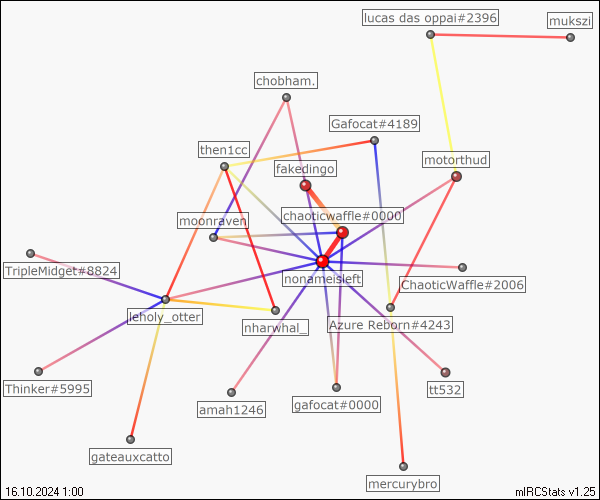 lucas das oppai#2396
mukszi
chobham.
Gafocat#4189
then1cc
motorthud
fakedingo
chaoticwaffle#0000
moonraven
TripleMidget#8824
nonameisleft
ChaoticWaffle#2006
leholy_otter
nharwhal_
Azure Reborn#4243
Thinker#5995
tt532
amah1246
gafocat#0000
gateauxcatto
mercurybro
16.10.2024 1:00
mIRCStats v1.25